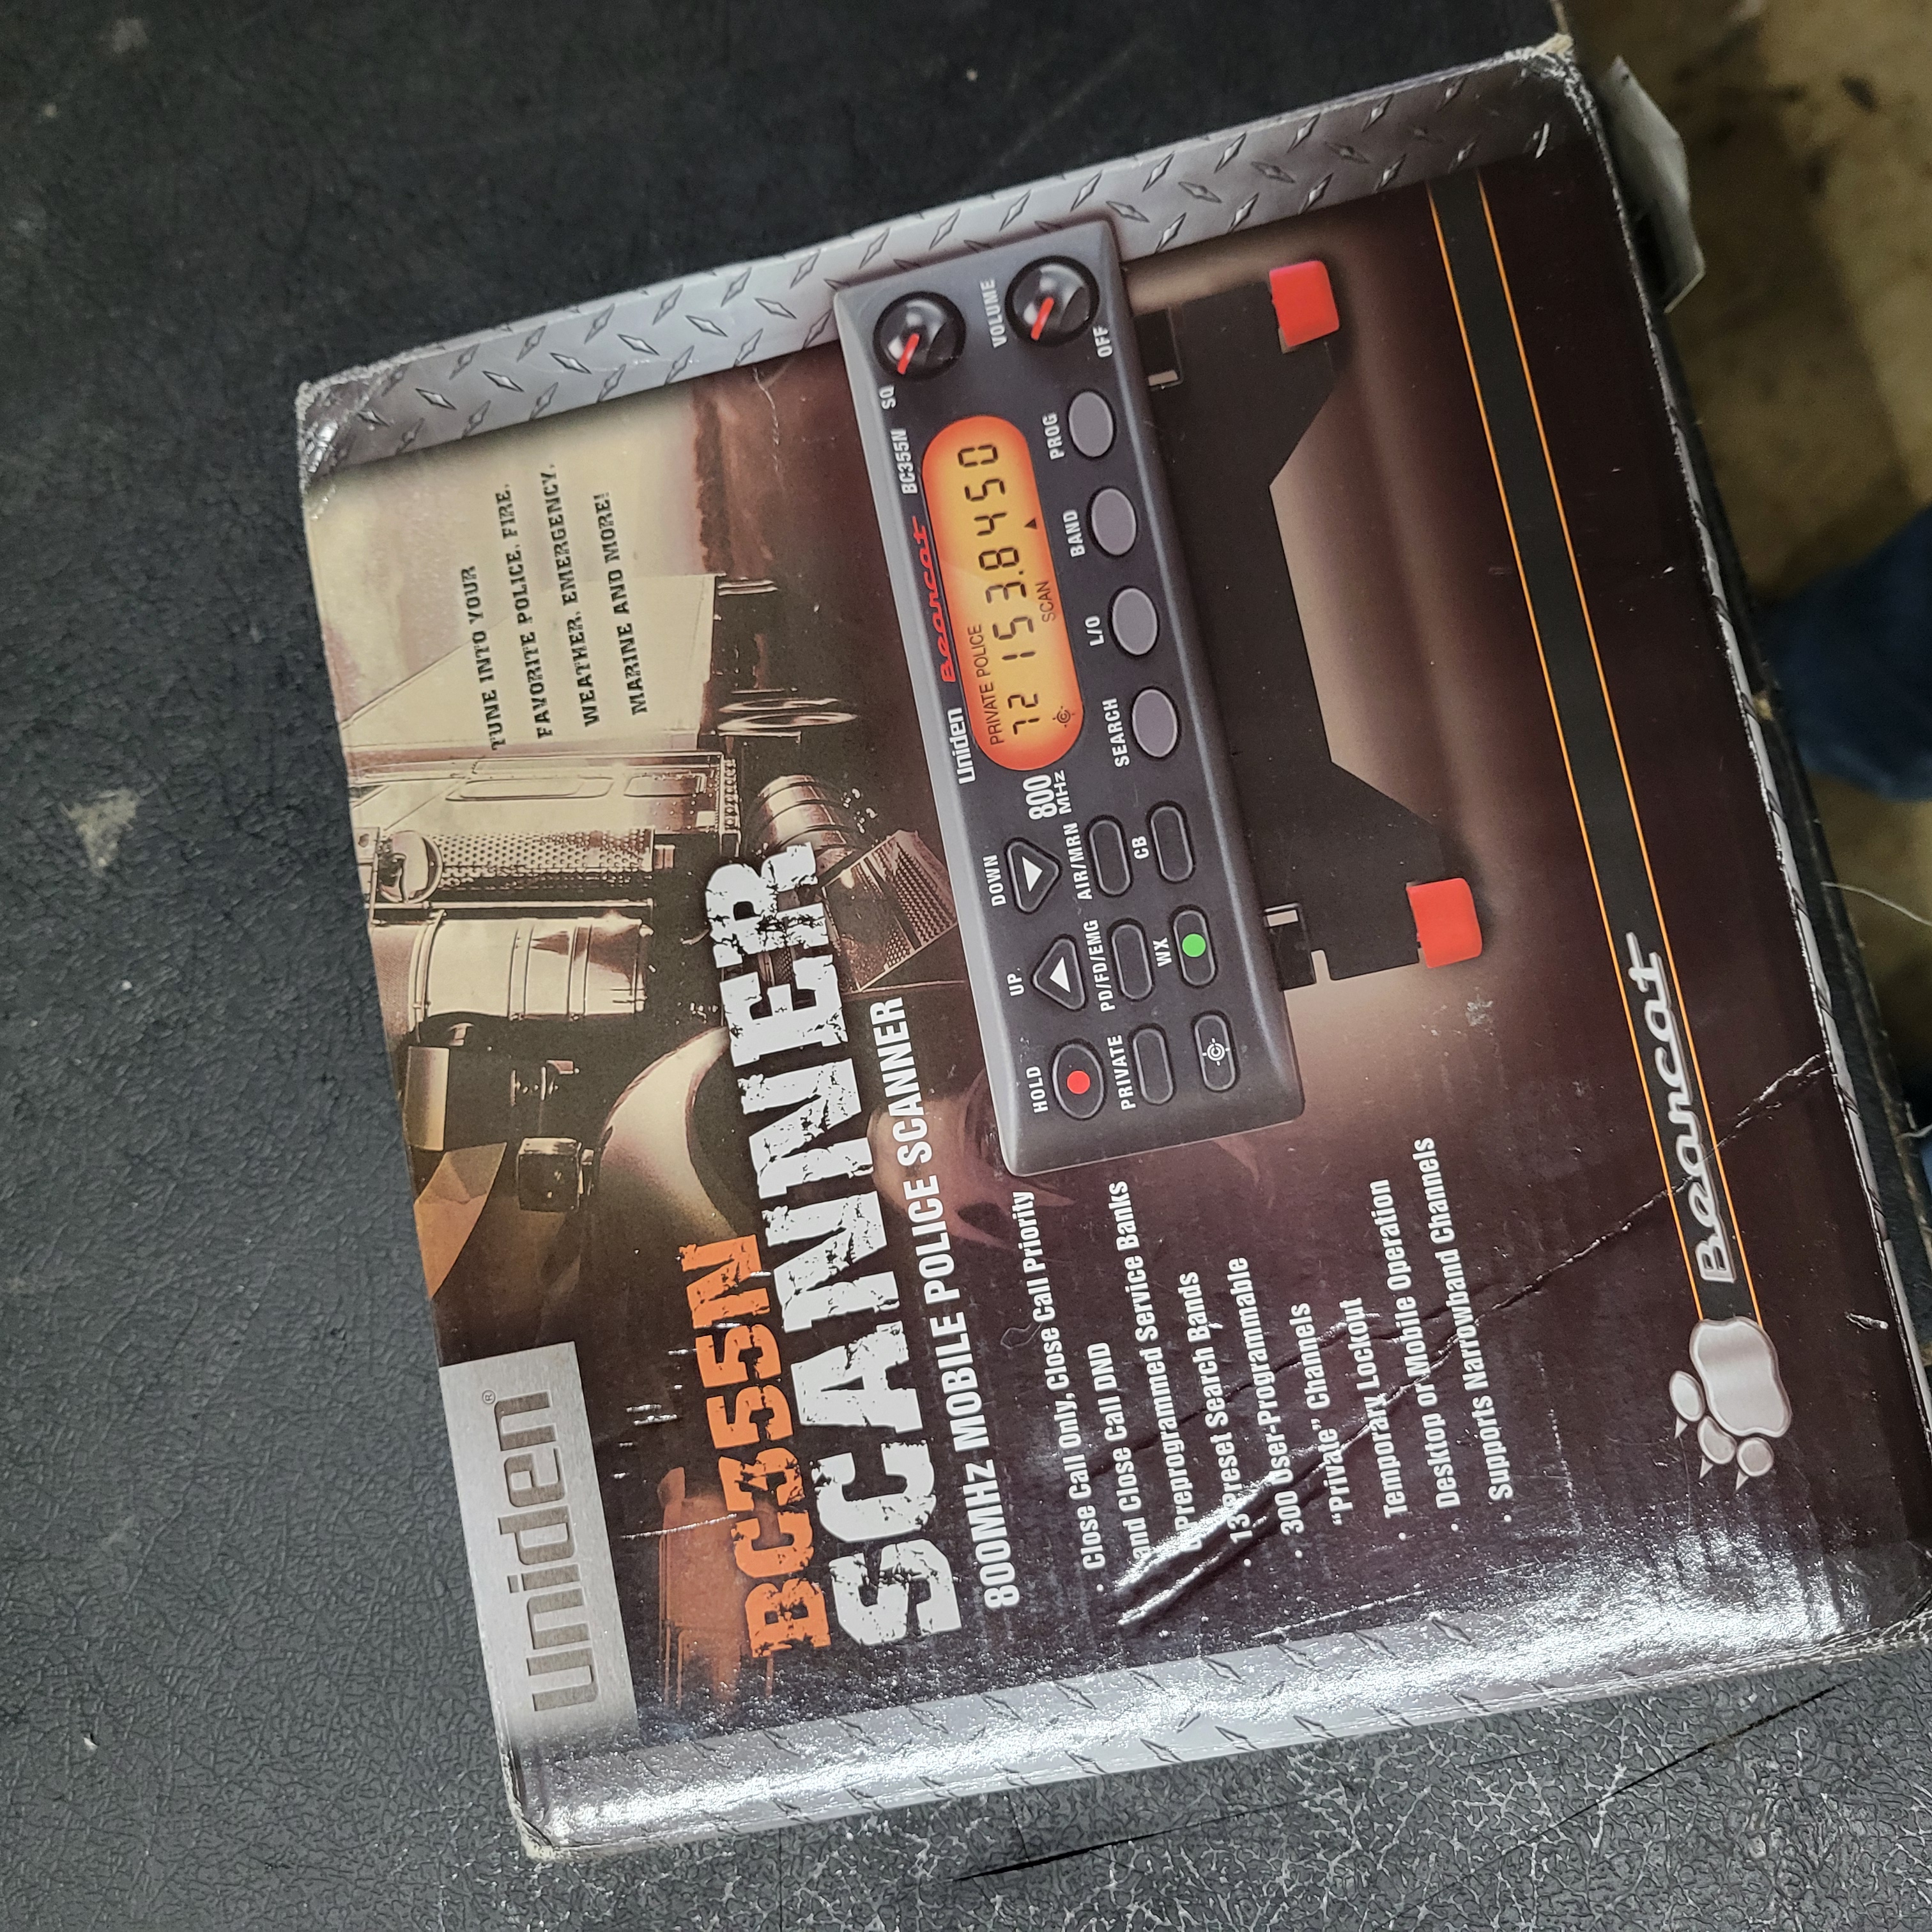 uniden®
TUNE INTO YOUR
FAVORITE POLICE, FIRE,
WEATHER, EMERGENCY,
MARINE AND MORE!
BC355N
SCANNER
800MHz MOBILE POLICE SCANNER
• Close Call Only, Close Call Priority
and Close Call DND
Preprogrammed Service Banks
• 13 Preset Search Bands
• 300 User-Programmable
"Private" Channels
• Temporary Lockout
• Desktop or Mobile Operation
• Supports Narrowband Channels
Uniden Bearcat BC355N
SQ
VOLUME
OFF
PRIVATE POLICE
72 153.8450
SCAN
800
MHz
HOLD
UP
DOWN
PRIVATE
PD/FD/EMG
AIR/MRN
WX
CB
SEARCH
L/O
BAND
PROG
Bearcat